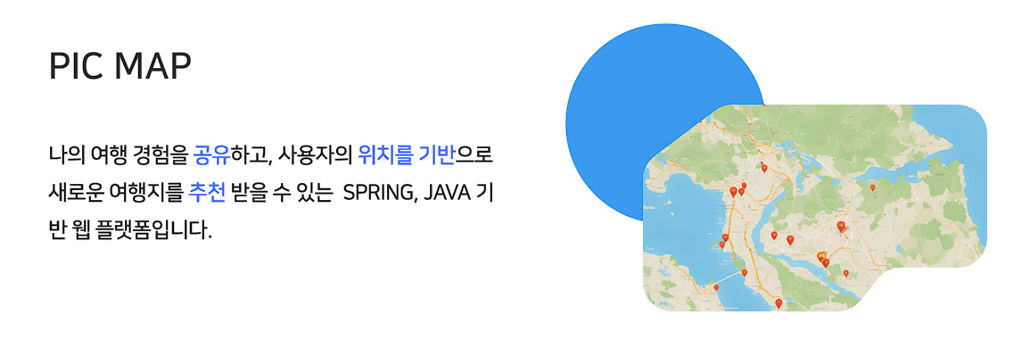 PIC MAP
나의 여행 경험을 공유하고, 사용자의 위치를 기반으로
새로운 여행지를 추천 받을 수 있는  SPRING, JAVA 기
반 웹 플랫폼입니다.